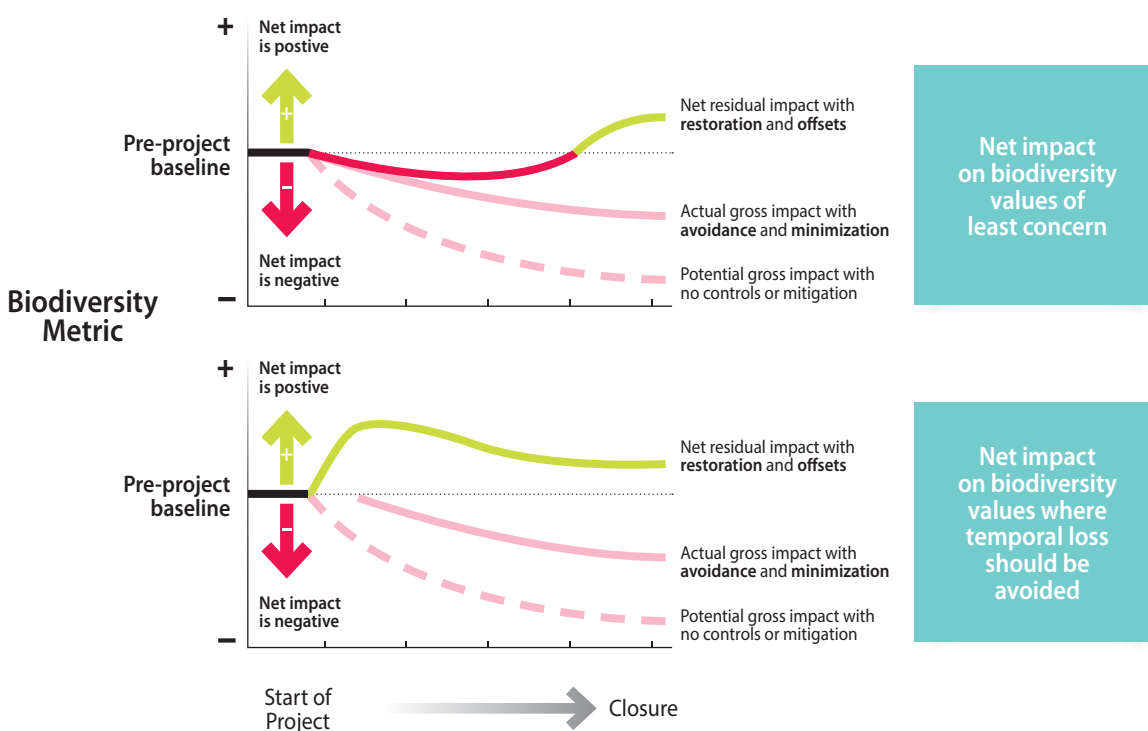 +
Net impact
is postive
+
Pre-project
baseline
–
Net impact
is negative
–
Net residual impact with
restoration and offsets
Actual gross impact with
avoidance and minimization
Potential gross impact with
no controls or mitigation
Net impact
on biodiversity
values of
least concern
Biodiversity
Metric
+
Net impact
is postive
+
Pre-project
baseline
–
Net impact
is negative
–
Net residual impact with
restoration and offsets
Actual gross impact with
avoidance and minimization
Potential gross impact with
no controls or mitigation
Net impact
on biodiversity
values where
temporal loss
should be
avoided
Start of
Project
Closure